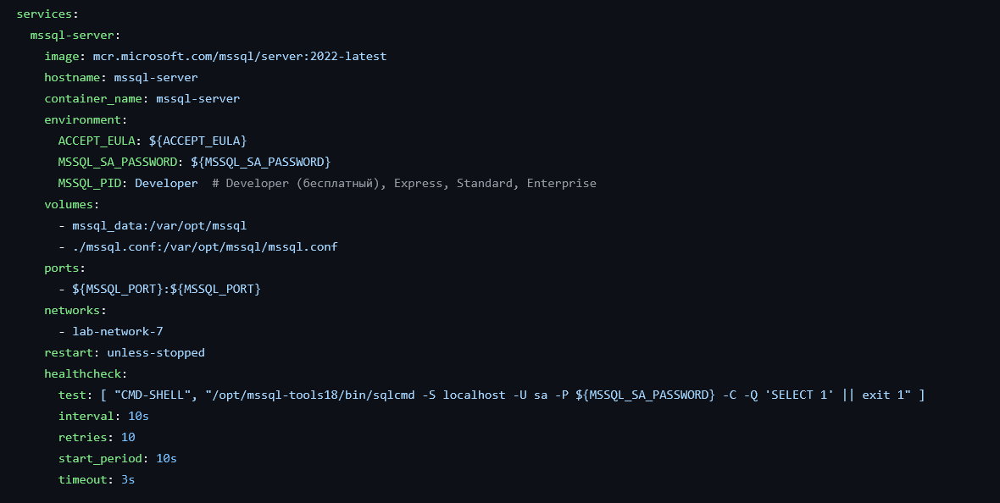 services:
  mssql-server:
    image: mcr.microsoft.com/mssql/server:2022-latest
    hostname: mssql-server
    container_name: mssql-server
    environment:
      ACCEPT_EULA: ${ACCEPT_EULA}
      MSSQL_SA_PASSWORD: ${MSSQL_SA_PASSWORD}
      MSSQL_PID: Developer  # Developer (бесплатный), Express, Standard, Enterprise
    volumes:
      - mssql_data:/var/opt/mssql
      - ./mssql.conf:/var/opt/mssql/mssql.conf
    ports:
      - ${MSSQL_PORT}:${MSSQL_PORT}
    networks:
      - lab-network-7
    restart: unless-stopped
    healthcheck:
      test: [ "CMD-SHELL", "/opt/mssql-tools18/bin/sqlcmd -S localhost -U sa -P ${MSSQL_SA_PASSWORD} -C -Q 'SELECT 1' || exit 1" ]
      interval: 10s
      retries: 10
      start_period: 10s
      timeout: 3s